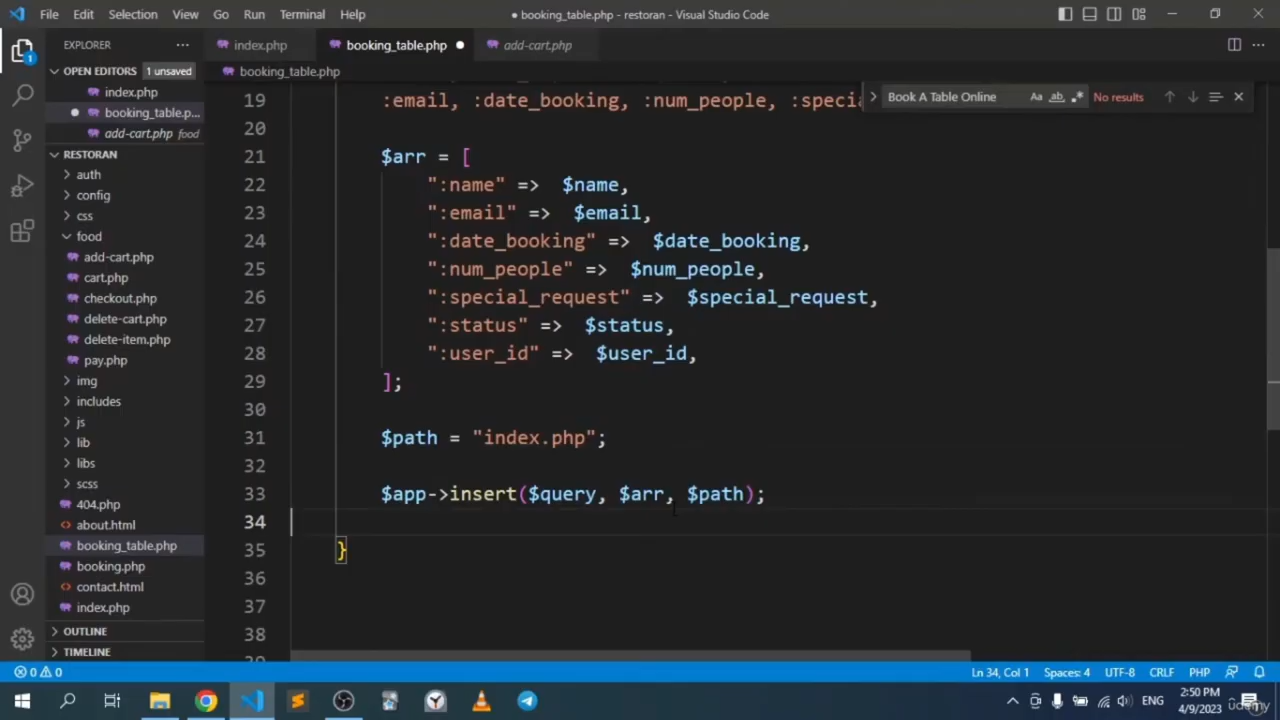 File Edit Selection View Go Run Terminal Help
● booking_table.php - restoran - Visual Studio Code
EXPLORER
index.php
booking_table.php
add-cart.php
OPEN EDITORS 1 unsaved
index.php
booking_table.p...
add-cart.php food
booking_table.php
Book A Table Online
Aa ab .* No results
RESTORAN
auth
config
css
food
add-cart.php
cart.php
checkout.php
delete-cart.php
delete-item.php
pay.php
img
includes
js
lib
libs
scss
404.php
about.html
booking_table.php
booking.php
contact.html
index.php
OUTLINE
TIMELINE
19 :email, :date_booking, :num_people, :specia
20
21 $arr = [
22 ":name" => $name,
23 ":email" => $email,
24 ":date_booking" => $date_booking,
25 ":num_people" => $num_people,
26 ":special_request" => $special_request,
27 ":status" => $status,
28 ":user_id" => $user_id,
29 ];
30
31 $path = "index.php";
32
33 $app->insert($query, $arr, $path);
34
35 }
36
37
38
0 0 Ln 34, Col 1 Spaces: 4 UTF-8 CRLF PHP
ENG
2:50 PM
4/9/2023
udemy